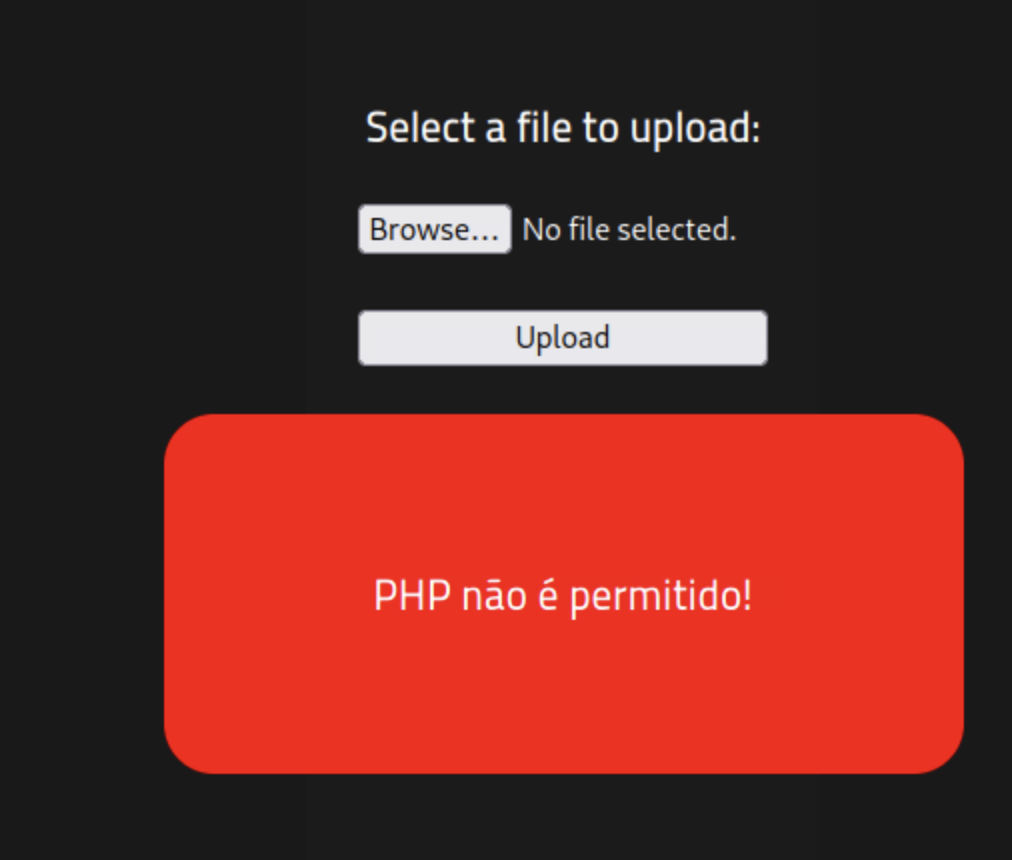 Select a file to upload:
Browse... No file selected.
Upload
PHP não é permitido!